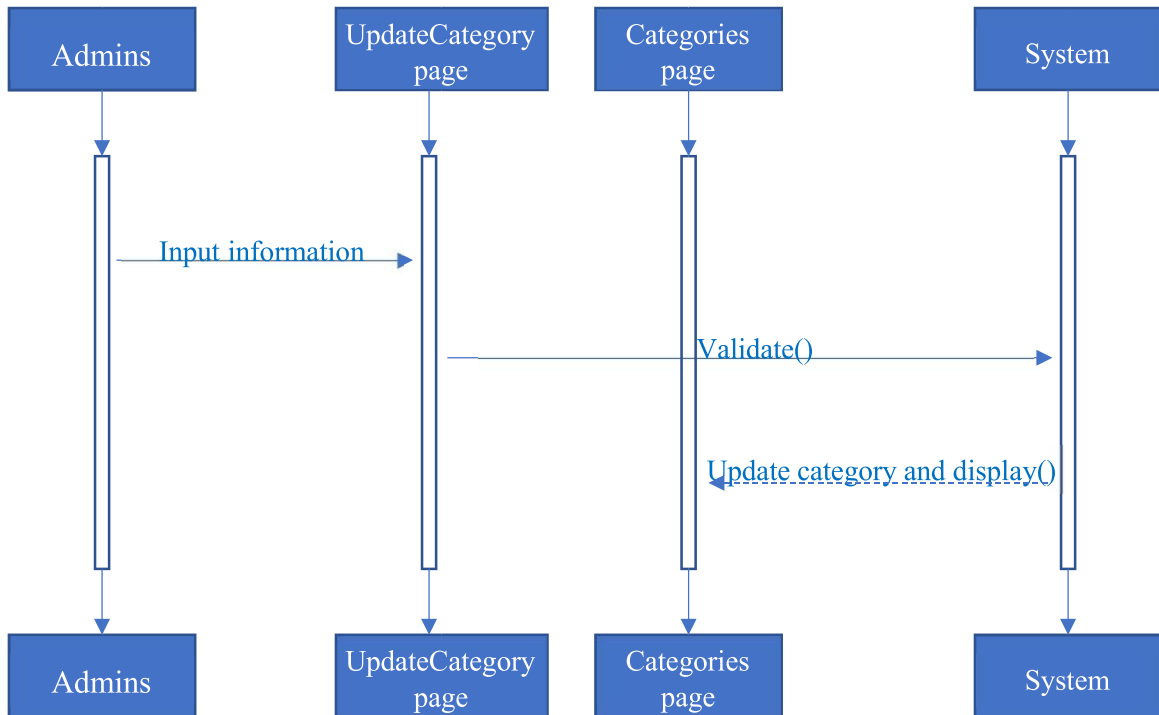 Admins
UpdateCategory
page
Categories
page
System
Input information
Validate()
Update category and display()
Admins
UpdateCategory
page
Categories
page
System